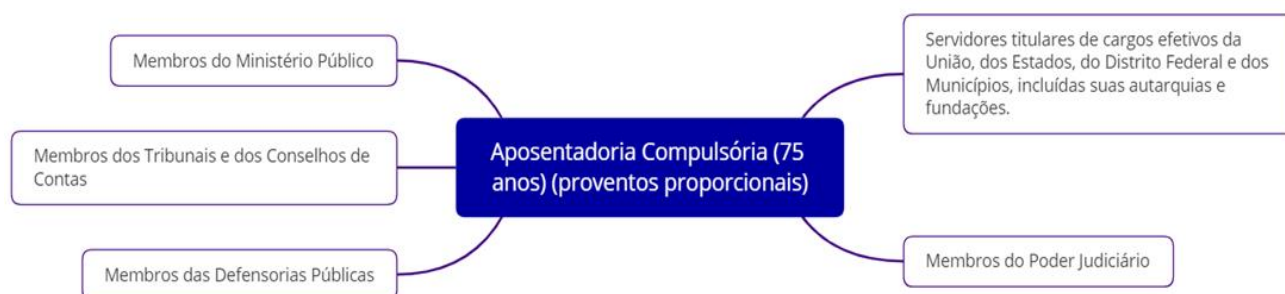 Membros do Ministério Público
Membros dos Tribunais e dos Conselhos de
Contas
Membros das Defensorias Públicas
Aposentadoria Compulsória (75
anos) (proventos proporcionais)
Servidores titulares de cargos efetivos da
União, dos Estados, do Distrito Federal e dos
Municípios, incluídas suas autarquias e
fundações.
Membros do Poder Judiciário